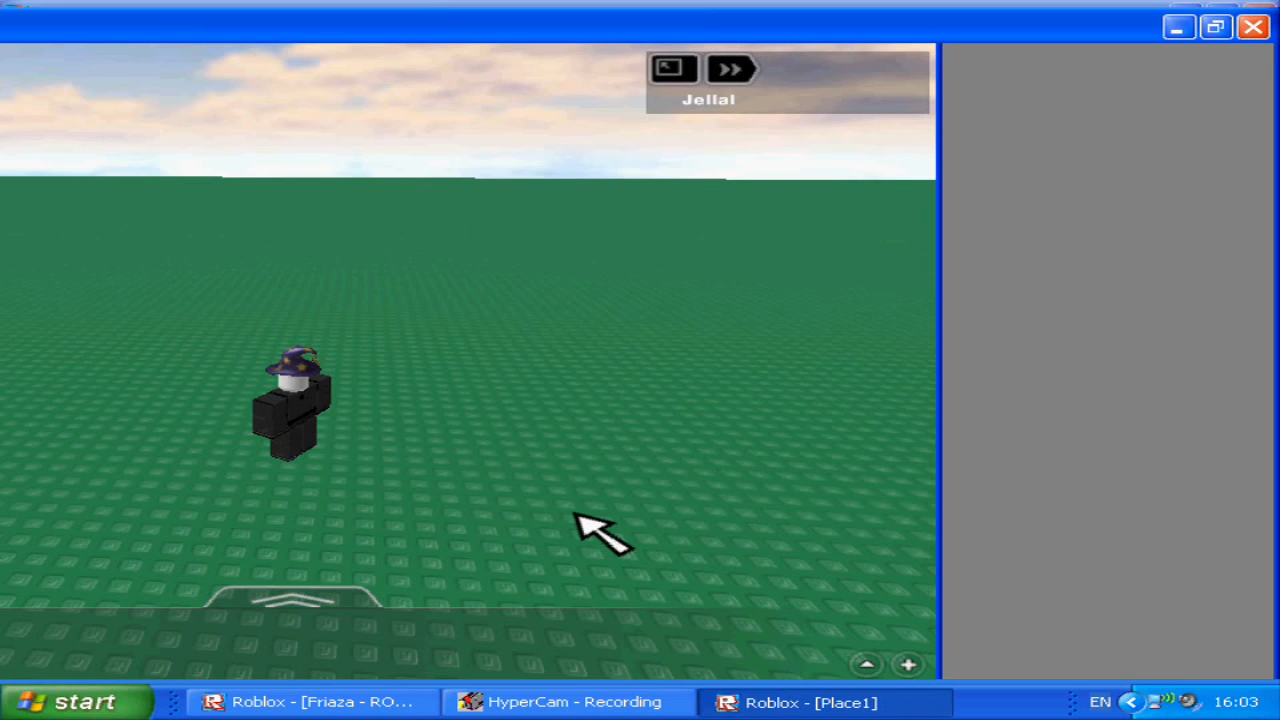 Jellal
start
Roblox - [Friaza - RO...
HyperCam - Recording
Roblox - [Place1]
EN
16:03